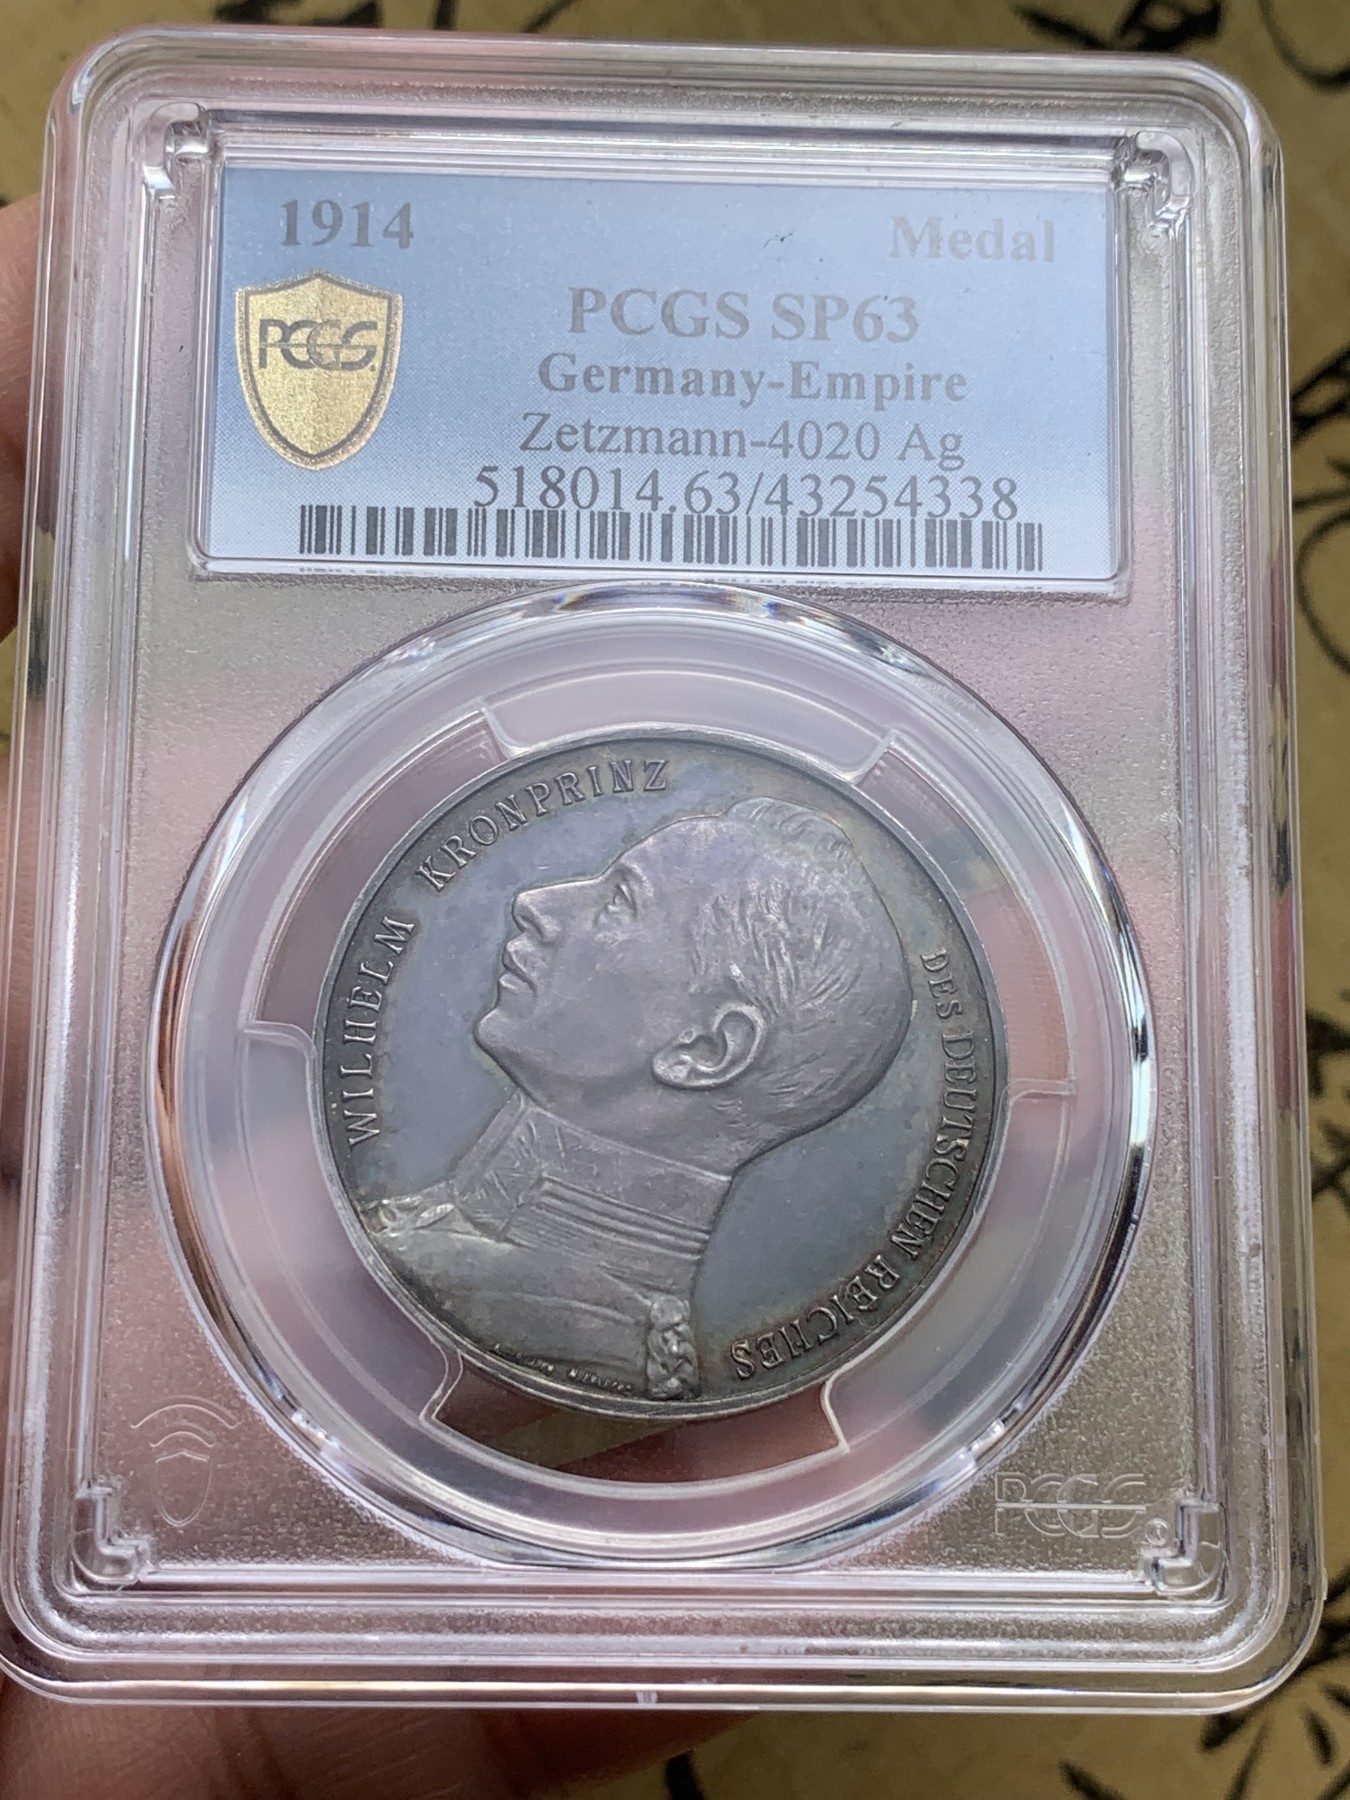 1914
Medal
PCGS
PCGS SP63
Germany-Empire
Zetzmann-4020 Ag
518014.63/43254338
WILHELM KRONPRINZ
DES DEUTSCHEN REICHES
PCGS